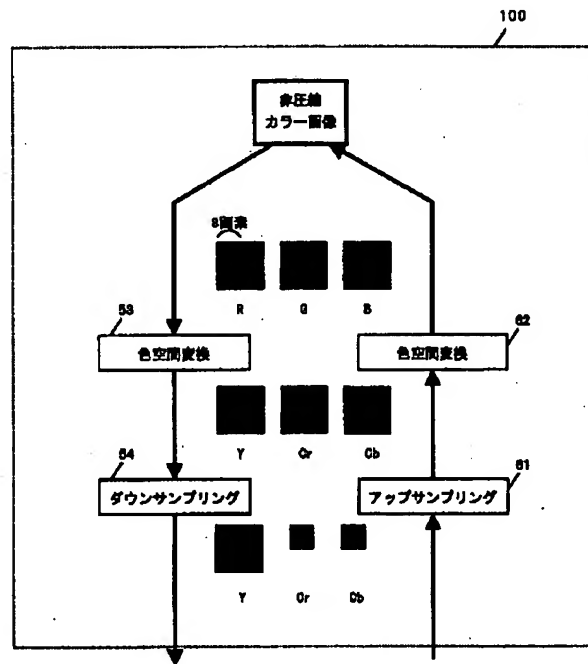 100
非圧縮
カラー画像
8画素
R G B
53
色空間変換
62
色空間変換
Y Cr Cb
54
ダウンサンプリング
61
アップサンプリング
Y Cr Cb